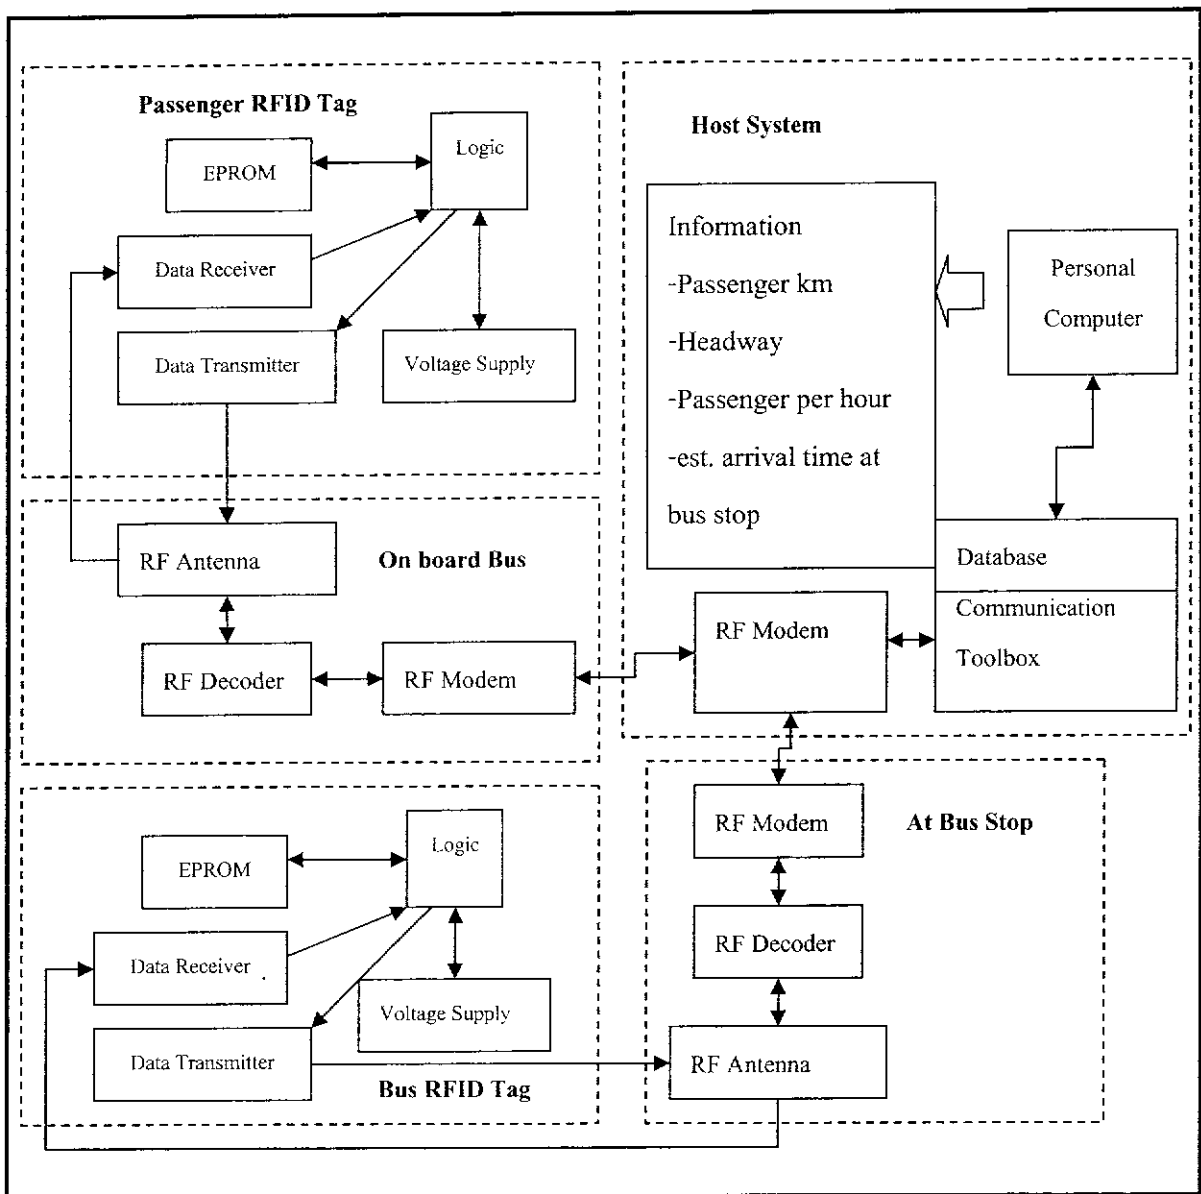 Passenger RFID Tag
EPROM
Logic
Data Receiver
Data Transmitter
Voltage Supply
Host System
Information
-Passenger km
-Headway
-Passenger per hour
-est. arrival time at
bus stop
Personal
Computer
Database
Communication
Toolbox
RF Modem
On board Bus
RF Antenna
RF Decoder
RF Modem
Bus RFID Tag
EPROM
Logic
Data Receiver
Data Transmitter
Voltage Supply
At Bus Stop
RF Modem
RF Decoder
RF Antenna